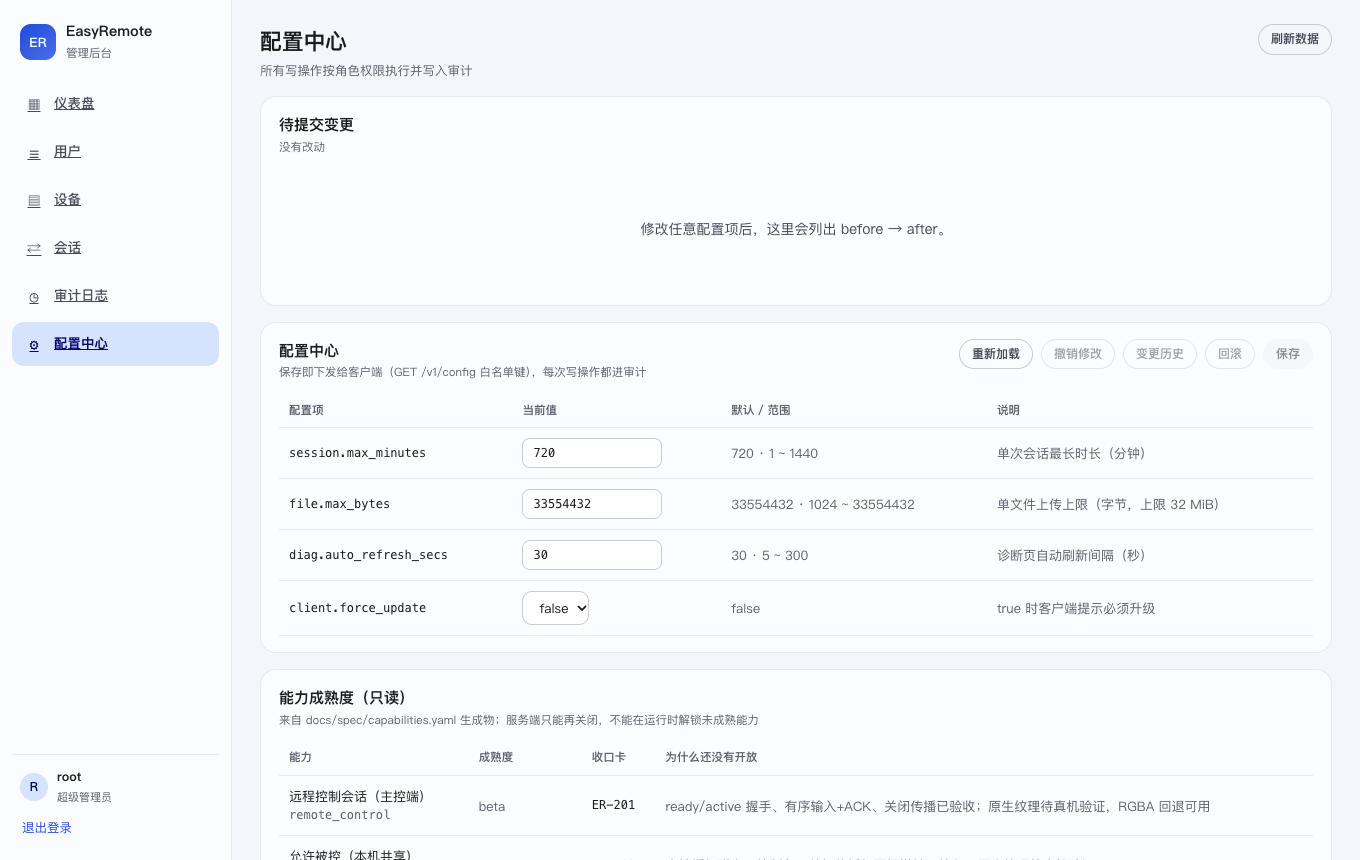 ER
EasyRemote
管理后台
仪表盘
用户
设备
会话
审计日志
配置中心
R
root
超级管理员
退出登录
配置中心
所有写操作按角色权限执行并写入审计
刷新数据
待提交变更
没有改动
修改任意配置项后，这里会列出 before → after。
配置中心
保存即下发给客户端（GET /v1/config 白名单键），每次写操作都进审计
重新加载 撤销修改 变更历史 回滚 保存
配置项 当前值 默认 / 范围 说明
session.max_minutes 720 720 · 1 ~ 1440 单次会话最长时长（分钟）
file.max_bytes 33554432 33554432 · 1024 ~ 33554432 单文件上传上限（字节，上限 32 MiB）
diag.auto_refresh_secs 30 30 · 5 ~ 300 诊断页自动刷新间隔（秒）
client.force_update false false true 时客户端提示必须升级
能力成熟度（只读）
来自 docs/spec/capabilities.yaml 生成物；服务端只能再关闭，不能在运行时解锁未成熟能力
能力 成熟度 收口卡 为什么还没有开放
远程控制会话（主控端）
remote_control beta ER-201 ready/active 握手、有序输入+ACK、关闭传播已验收；原生纹理待真机验证，RGBA 回退可用
允许被控（本机共享）